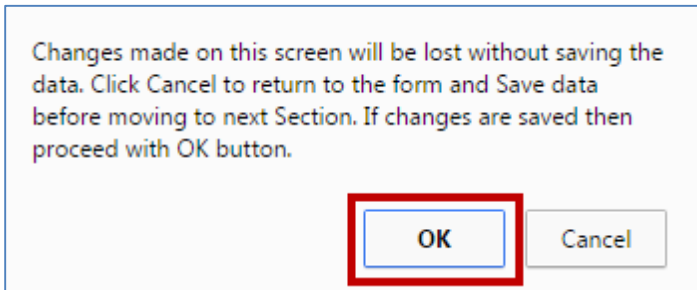 Changes made on this screen will be lost without saving the
data. Click Cancel to return to the form and Save data
before moving to next Section. If changes are saved then
proceed with OK button.
OK
Cancel